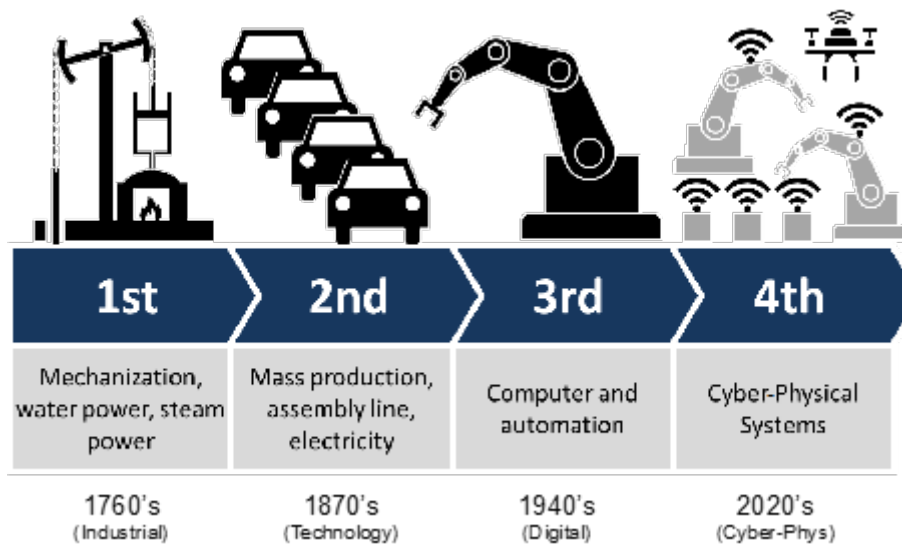 1st
2nd
3rd
4th
Mechanization,
water power, steam
power
Mass production,
assembly line,
electricity
Computer and
automation
Cyber-Physical
Systems
1760's
(Industrial)
1870's
(Technology)
1940's
(Digital)
2020's
(Cyber-Phys)